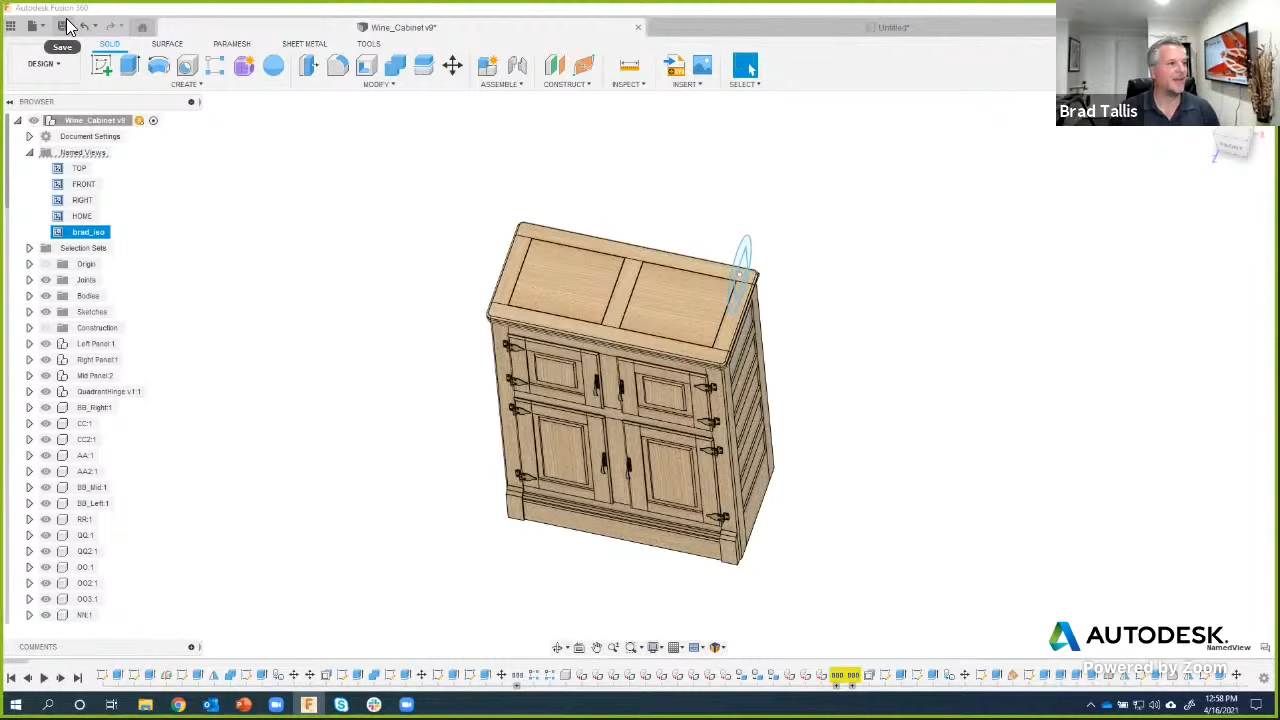 Autodesk Fusion 360
Wine_Cabinet v9*
Untitled*
Save
SOLID
SURFACE
PARAMESH
SHEET METAL
TOOLS
DESIGN
CREATE
MODIFY
ASSEMBLE
CONSTRUCT
INSPECT
INSERT
SELECT
Brad Tallis
BROWSER
FRONT
Wine_Cabinet v9
Document Settings
Named Views
TOP
FRONT
RIGHT
HOME
brad_iso
Selection Sets
Origin
Joints
Bodies
Sketches
Construction
Left Panel:1
Right Panel:1
Mid Panel:2
QuadrantHinge v1:1
BB_Right:1
CC:1
CC2:1
AA:1
AA2:1
BB_Mid:1
BB_Left:1
RR:1
QQ:1
QQ2:1
OO:1
OO2:1
OO3:1
NN:1
AUTODESK.
COMMENTS
NamedView
Powered by Zoom
12:58 PM
4/16/2021